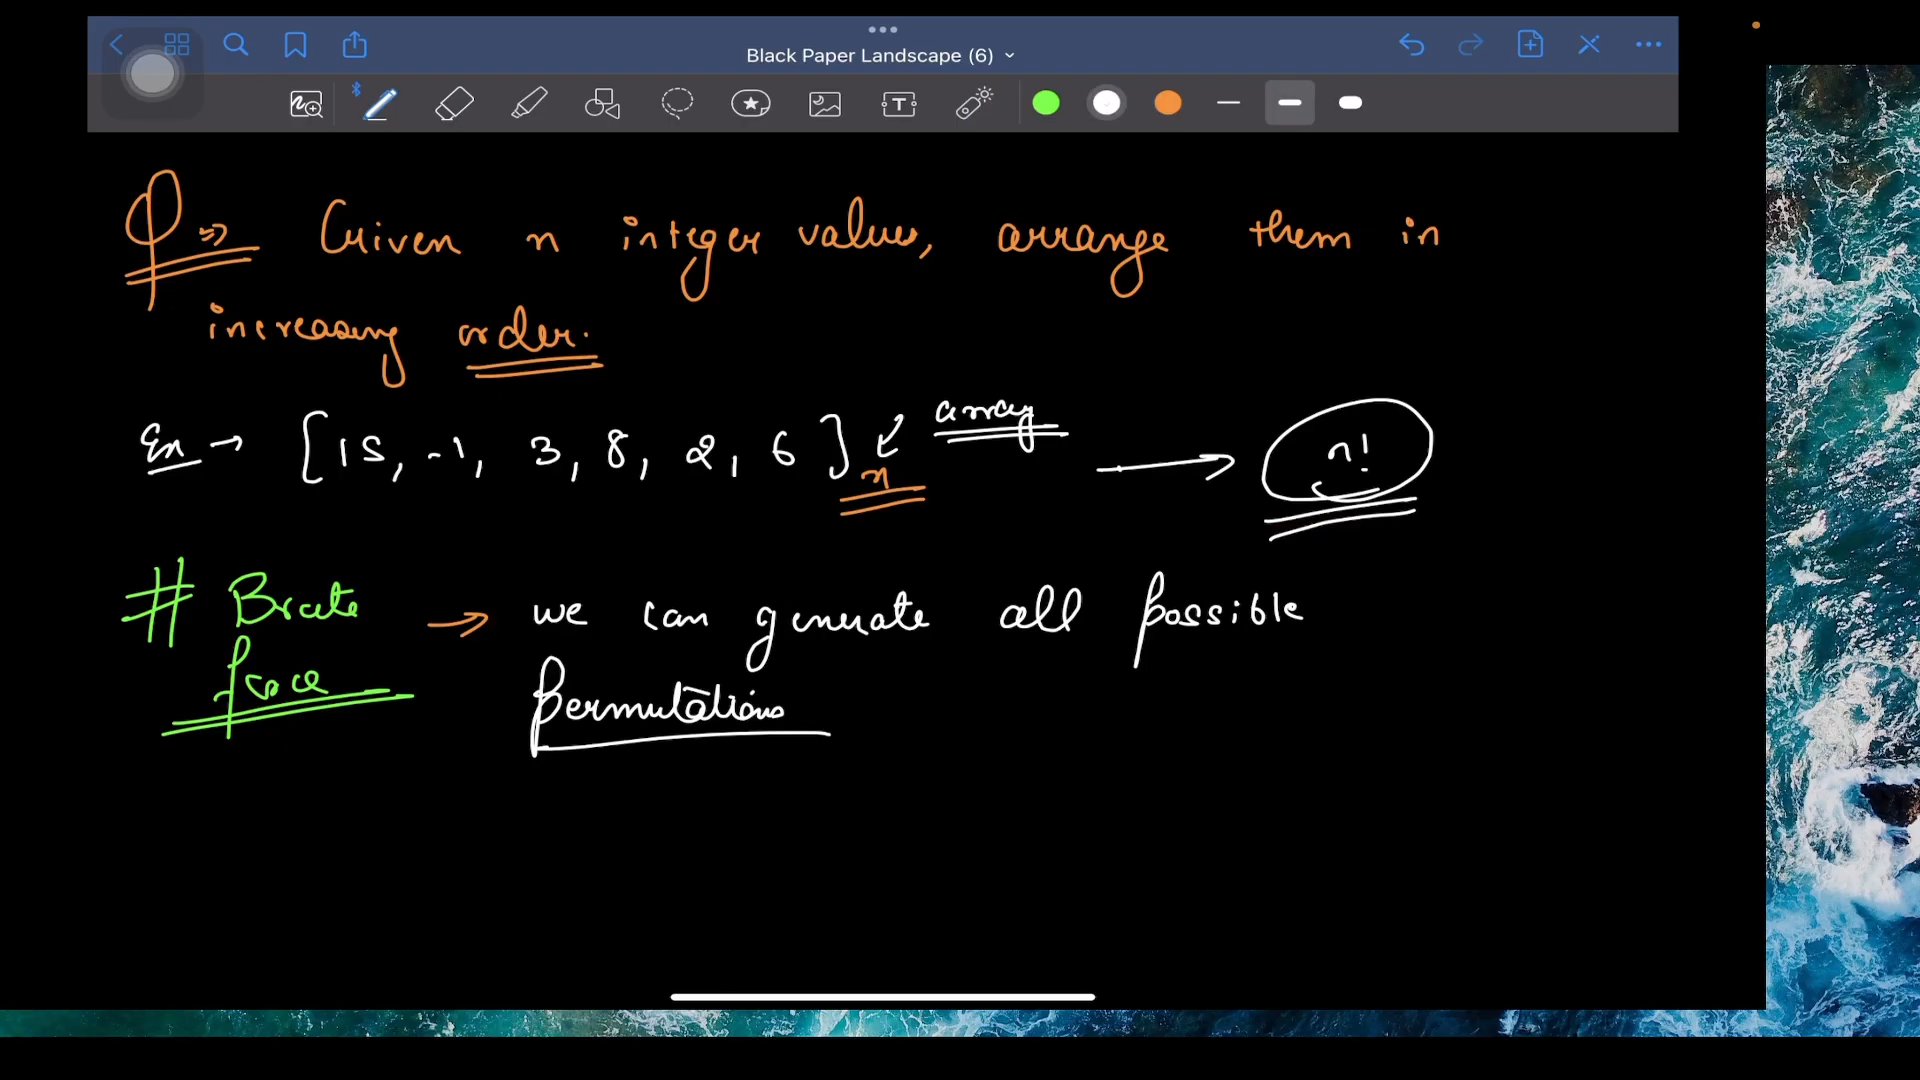 Black Paper Landscape (6)
Q ⇒ Given n integer values, arrange them in
increasing order.
Ex → [15, -1, 3, 8, 2, 6] n ↙ array → n!
# Brute force → we can generate all possible
permutations